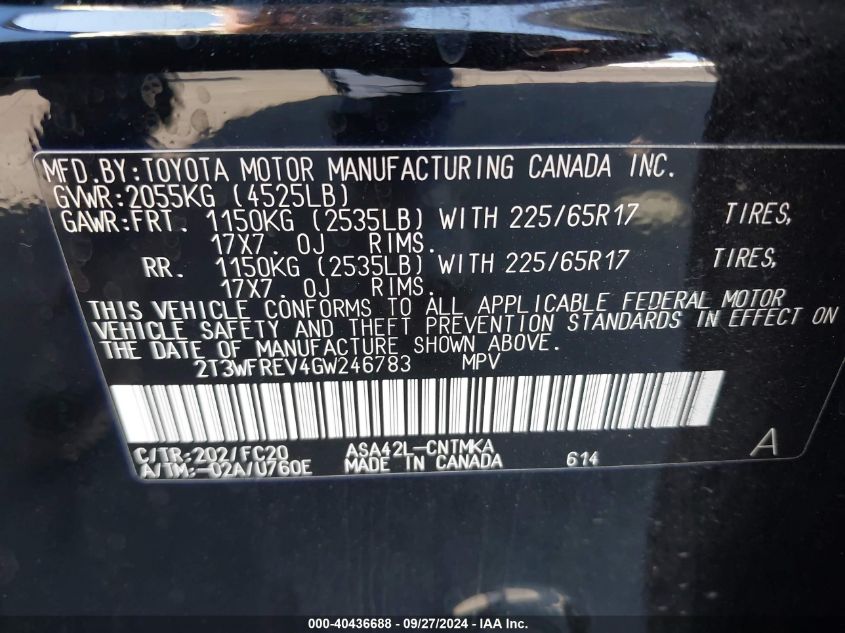 MFD.BY:TOYOTA MOTOR MANUFACTURING CANADA INC.
GVWR:2055KG (4525LB)
GAWR:FRT. 1150KG (2535LB) WITH 225/65R17 TIRES,
17X7.0J RIMS.
RR. 1150KG (2535LB) WITH 225/65R17 TIRES,
17X7.0J RIMS.
THIS VEHICLE CONFORMS TO ALL APPLICABLE FEDERAL MOTOR
VEHICLE SAFETY AND THEFT PREVENTION STANDARDS IN EFFECT ON
THE DATE OF MANUFACTURE SHOWN ABOVE.
2T3WFREV4GW246783 MPV
C/TR:202/FC20 ASA42L-CNTMKA A
A/TM:-02A/U760E MADE IN CANADA 614
000-40436688 - 09/27/2024 - IAA Inc.